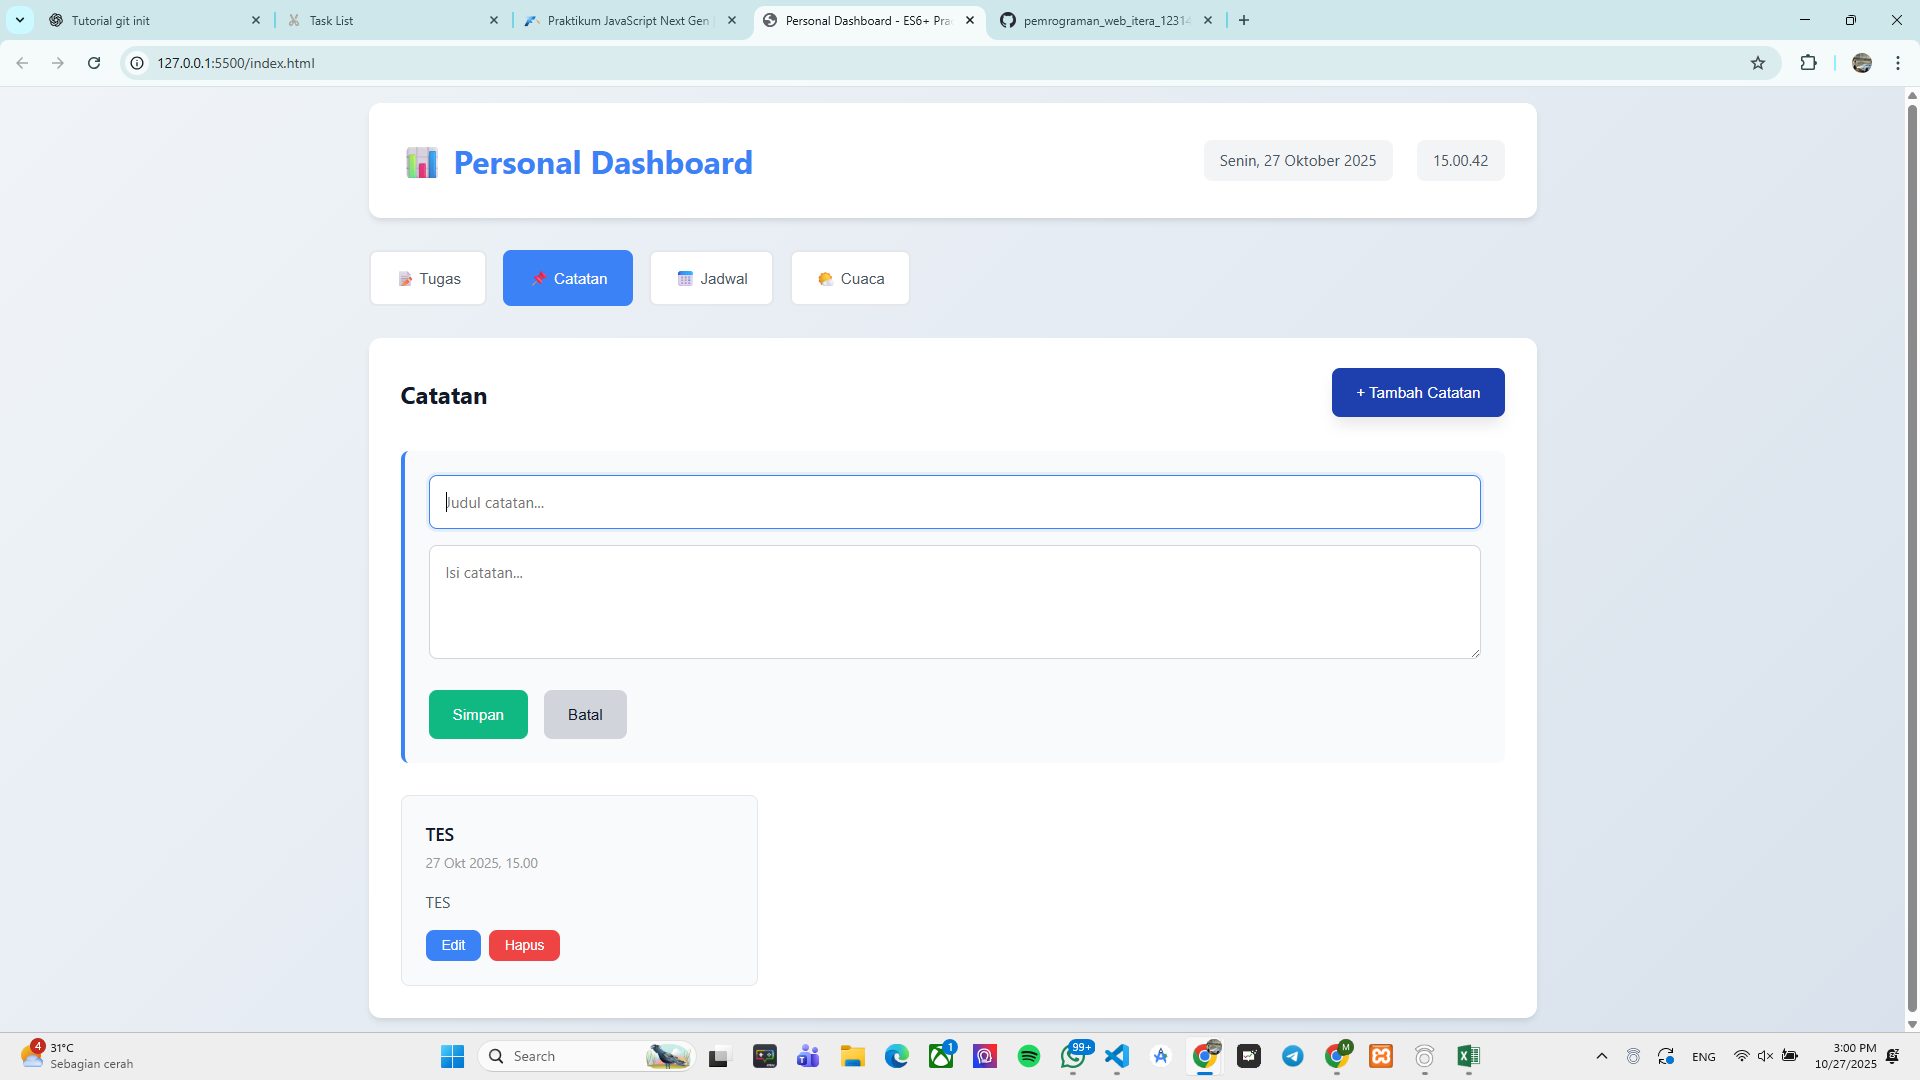 Tutorial git init
Task List
Praktikum JavaScript Next Gen
Personal Dashboard - ES6+ Pra
pemrograman_web_itera_12314
127.0.0.1:5500/index.html
Personal Dashboard
Senin, 27 Oktober 2025
15.00.42
Tugas
Catatan
Jadwal
Cuaca
Catatan
+ Tambah Catatan
Judul catatan...
Isi catatan...
Simpan
Batal
TES
27 Okt 2025, 15.00
TES
Edit
Hapus
4
31°C
Sebagian cerah
Search
1
99+
M
ENG
3:00 PM
10/27/2025